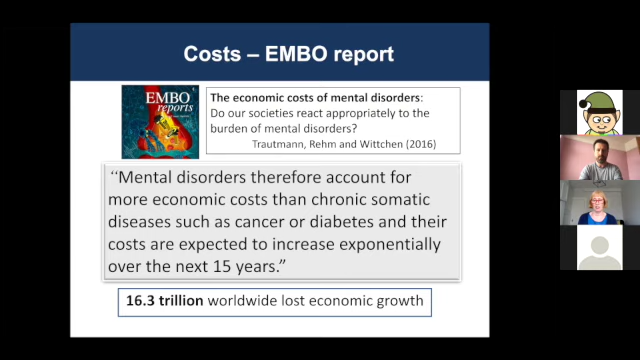 Costs – EMBO report
EMBO
reports
The economic costs of mental disorders:
Do our societies react appropriately to the
burden of mental disorders?
Trautmann, Rehm and Wittchen (2016)
“Mental disorders therefore account for
more economic costs than chronic somatic
diseases such as cancer or diabetes and their
costs are expected to increase exponentially
over the next 15 years.”
16.3 trillion worldwide lost economic growth